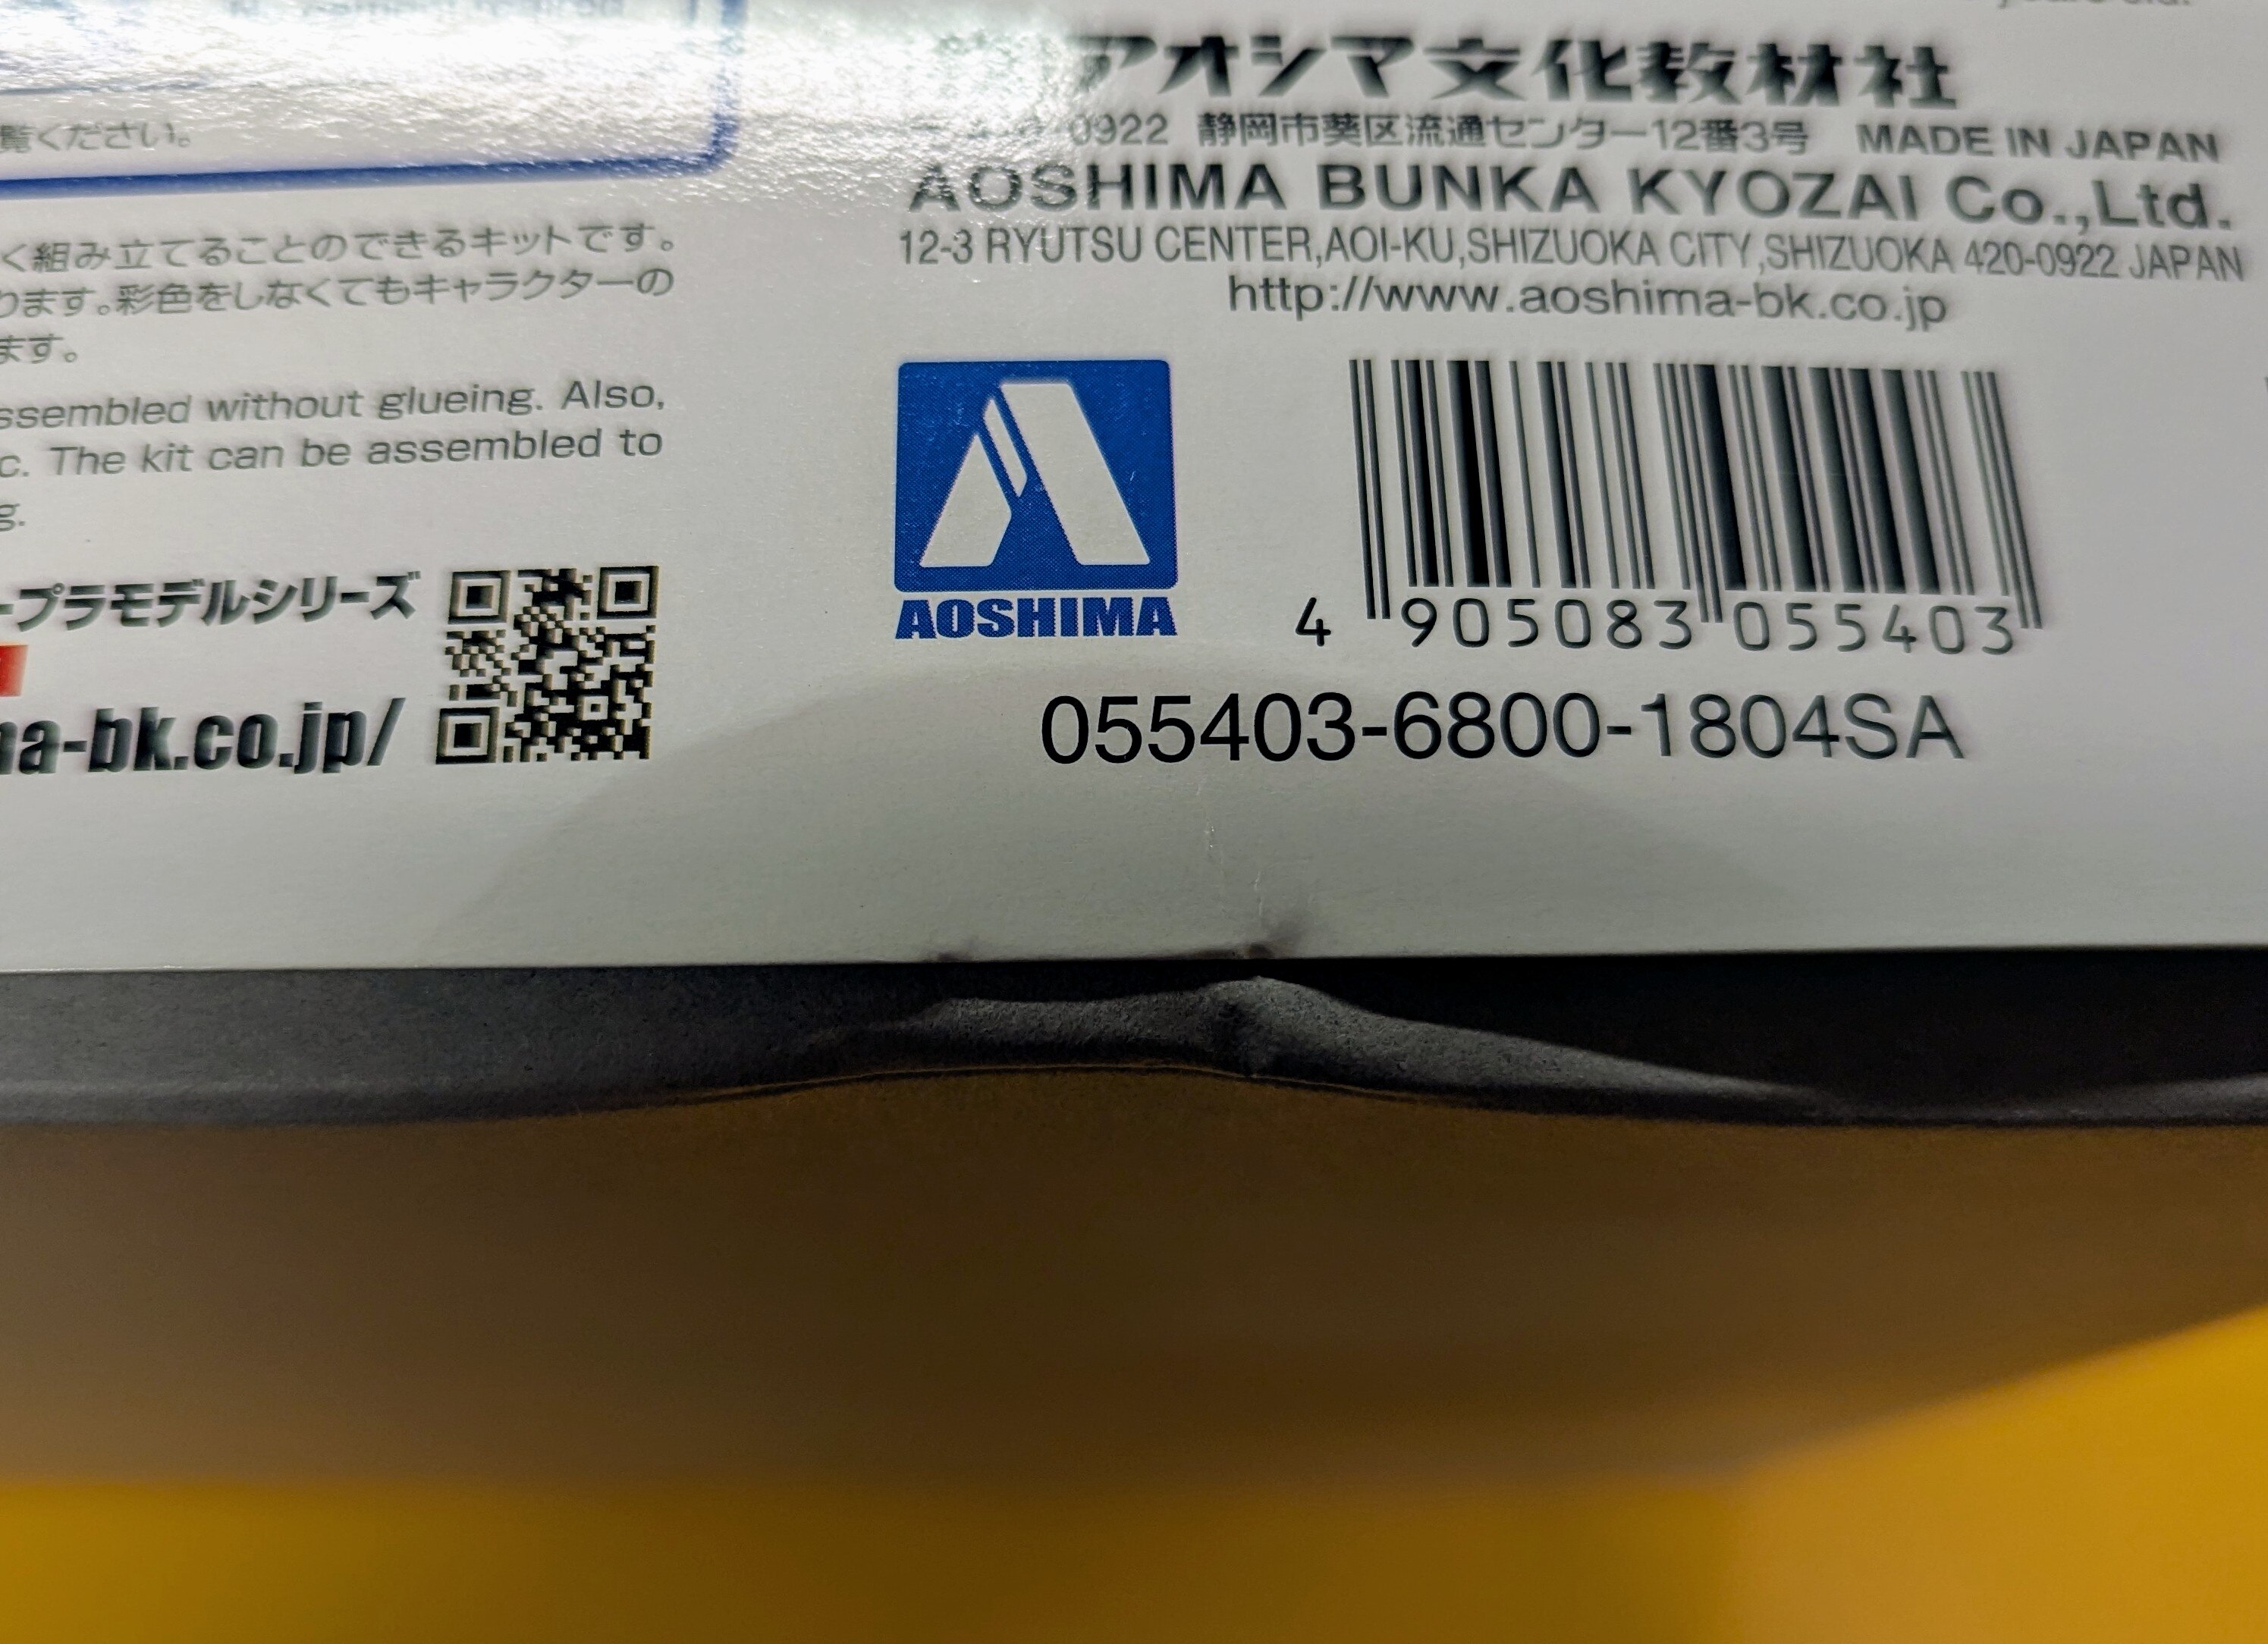 覧ください。
く組み立てることのできるキットです。
ります。彩色をしなくてもキャラクターの
ます。
ssembled without glueing. Also,
c. The kit can be assembled to
g.
ープラモデルシリーズ
na-bk.co.jp/
アオシマ文化教材社
0922 静岡市葵区流通センター12番3号 MADE IN JAPAN
AOSHIMA BUNKA KYOZAI Co.,Ltd.
12-3 RYUTSU CENTER,AOI-KU,SHIZUOKA CITY,SHIZUOKA 420-0922 JAPAN
http://www.aoshima-bk.co.jp
AOSHIMA
4 905083 055403
055403-6800-1804SA